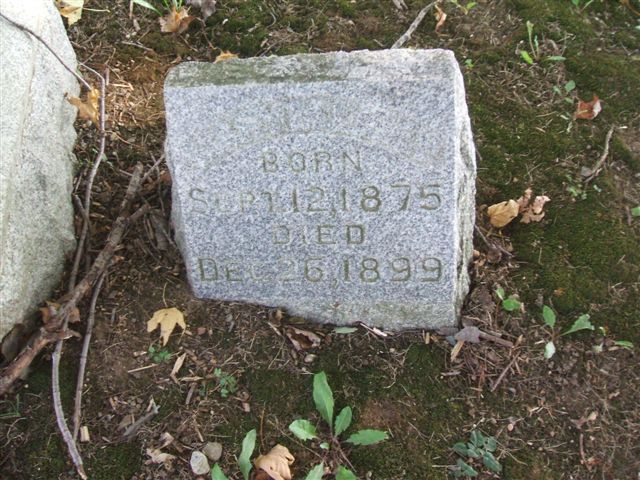 BORN
SEPT. 12, 1875
DIED
DEC. 26, 1899